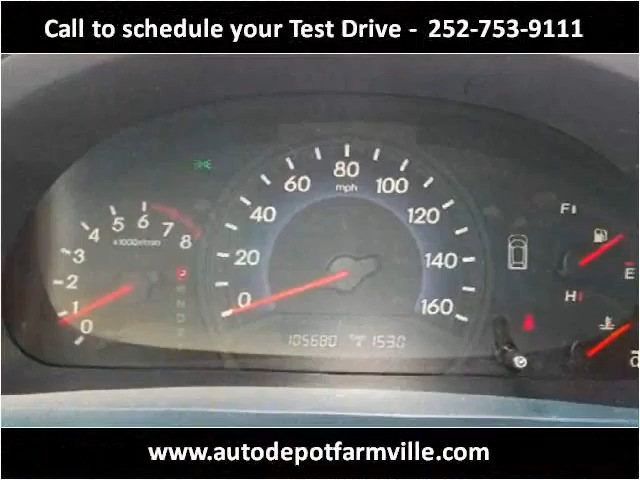 Call to schedule your Test Drive - 252-753-9111
80
60 100
mph
40 120
F
6
5 7
4 8
x1000r/min
3
20 140
E
2
P
R
N
D
1
0 0 160
H
105680 TRIP A 1530
www.autodepotfarmville.com